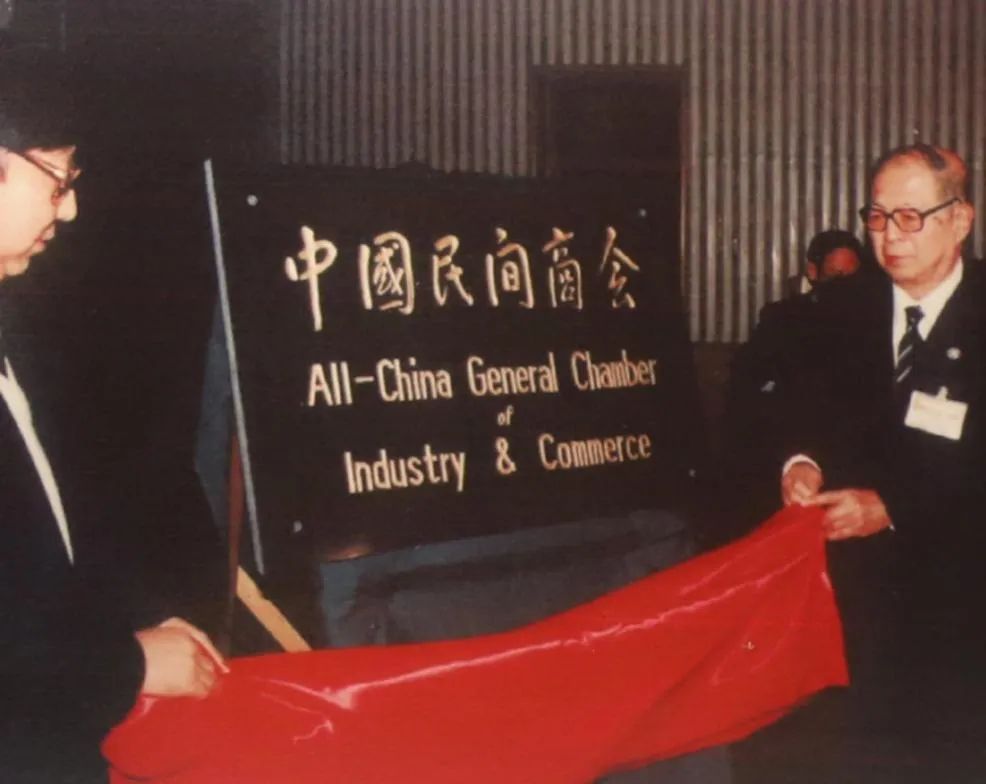 中國民间商会
All-China General Chamber
of
Industry & Commerce